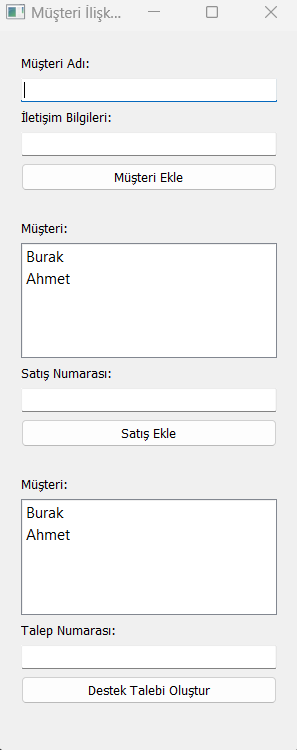 Müşteri İlişk...
Müşteri Adı:
İletişim Bilgileri:
Müşteri Ekle
Müşteri:
Burak
Ahmet
Satış Numarası:
Satış Ekle
Müşteri:
Burak
Ahmet
Talep Numarası:
Destek Talebi Oluştur